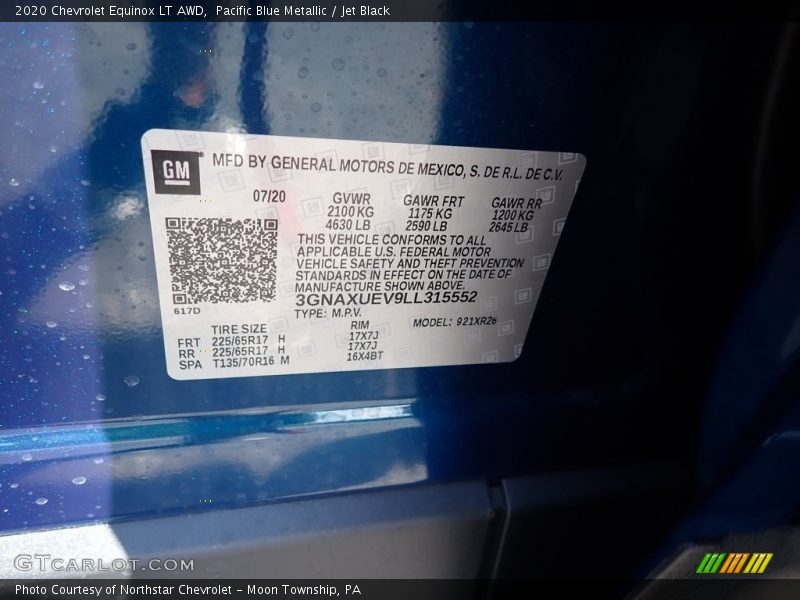 2020 Chevrolet Equinox LT AWD, Pacific Blue Metallic / Jet Black
GM
MFD BY GENERAL MOTORS DE MEXICO, S. DE R.L. DE C.V.
07/20 GVWR GAWR FRT GAWR RR
2100 KG 1175 KG 1200 KG
4630 LB 2590 LB 2645 LB
THIS VEHICLE CONFORMS TO ALL
APPLICABLE U.S. FEDERAL MOTOR
VEHICLE SAFETY AND THEFT PREVENTION
STANDARDS IN EFFECT ON THE DATE OF
MANUFACTURE SHOWN ABOVE.
3GNAXUEV9LL315552
617D
TYPE: M.P.V. MODEL: 921XR26
TIRE SIZE RIM
FRT 225/65R17 H 17X7J
RR 225/65R17 H 17X7J
SPA T135/70R16 M 16X4BT
GTCarLot.com
Photo Courtesy of Northstar Chevrolet - Moon Township, PA